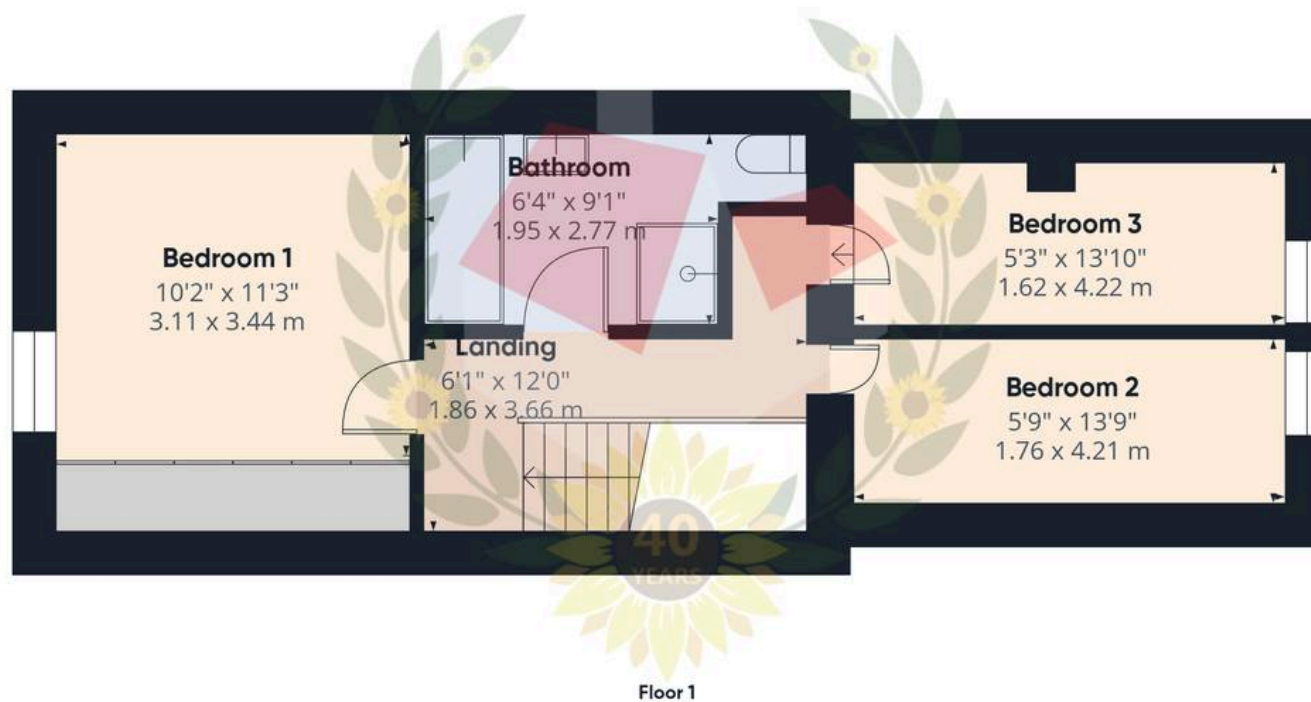 Bathroom
6'4" x 9'1"
1.95 x 2.77 m
Bedroom 1
10'2" x 11'3"
3.11 x 3.44 m
Bedroom 3
5'3" x 13'10"
1.62 x 4.22 m
Landing
6'1" x 12'0"
1.86 x 3.66 m
Bedroom 2
5'9" x 13'9"
1.76 x 4.21 m
40
YEARS
Floor 1